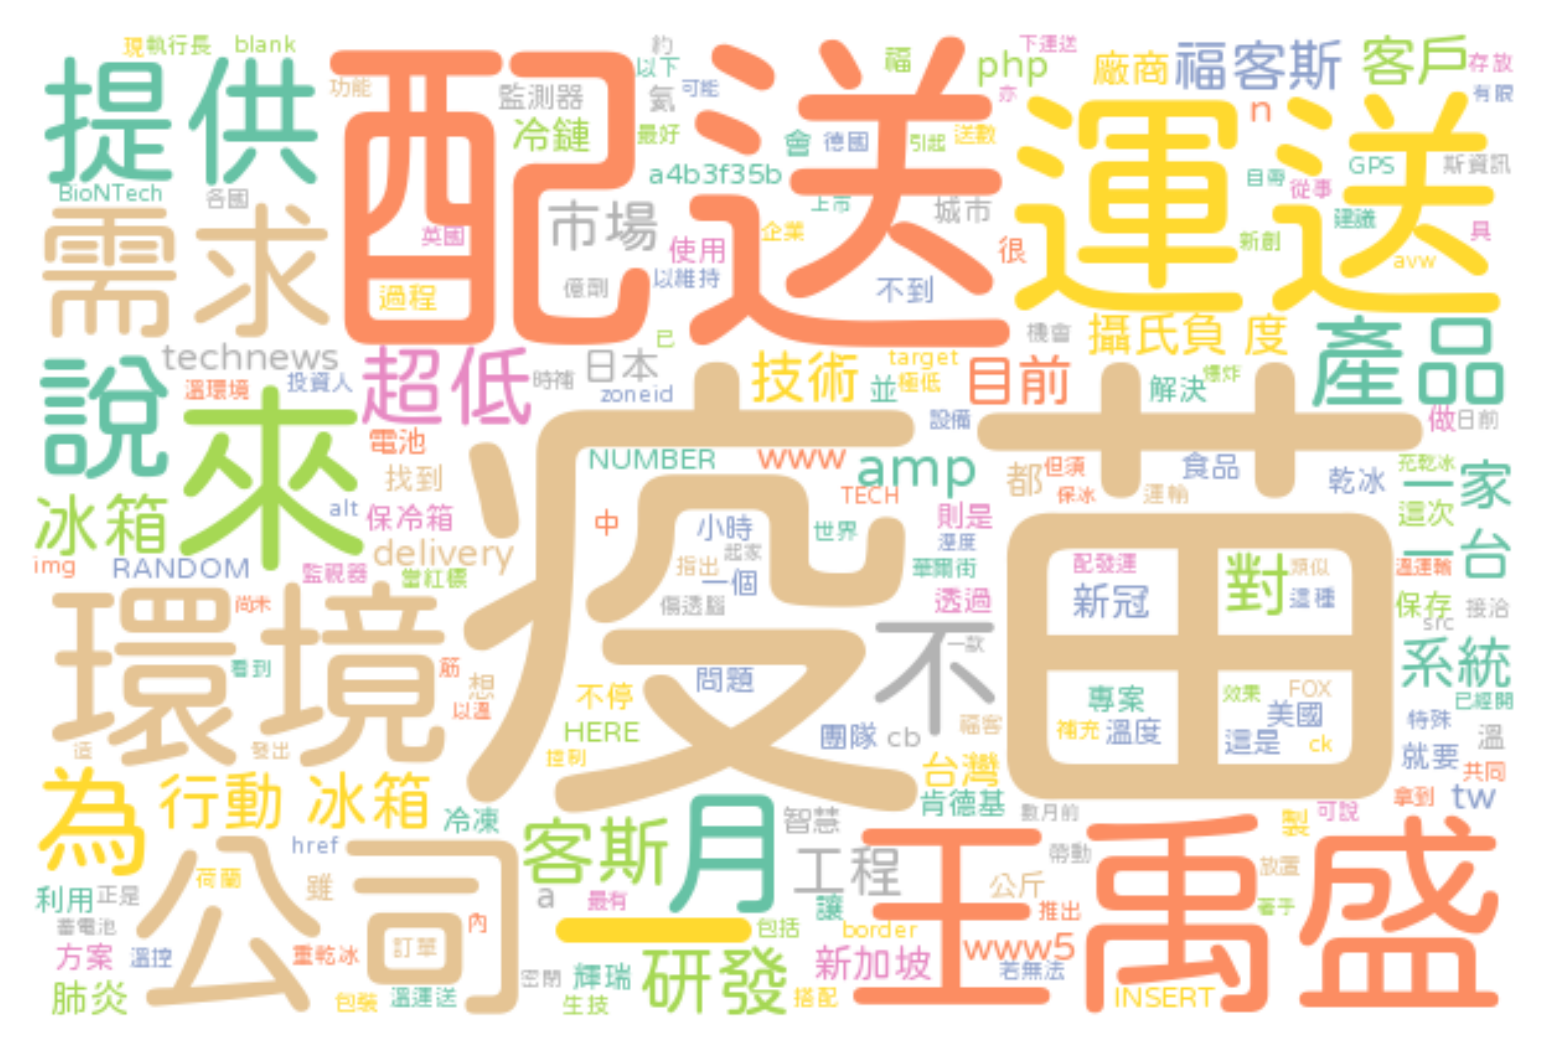 現 執行長 blank 約 福 下運送 客戶
提供 配送 功能 監測器 以下 氦 可能 php 廠商 福客斯 存放
冷鏈 最好 會 德國 引起 送數 亦 n 運送 有限
BioNTech 各國 a4b3f35b 上市 城市 目帶 從事 GPS 斯資訊
需求 英國 市場 使用 企業 很 新創 建議 具
過程 億劑 以維持 不到 avw
technews 超低 時補 日本 已 技術 target 極低 並 目前 機會 攝氏負 度 產品
說 來 溫環境 投資人 zoneid 設備 解決 爆炸 做 日前
電池 找到 疫苗 NUMBER www amp TECH 都 但須 保冰 運輸 食品 乾冰 充乾冰 一家
冰箱 alt 保冷箱 中 小時 世界 則是 這次 一台
img RANDOM delivery 監視器 當紅標 指出 起家 一個 溼度 華爾街 配發運 對 類似 溫運輸
環境 尚未 傷透腦 透過 新冠 這種 保存 接洽 src
看到 筋 想 不停 問題 不 一款 專案 效果 FOX 系統
以溫 HERE 團隊 cb 福客 補充 溫度 美國 這是 ck 已經開 特殊 溫
這 發出 控制 台灣 就要 共同
為 行動 冰箱 冷凍 客斯 月 智慧 肯德基 數月前 製 可說 拿到 tw
公司 href 荷蘭 雖 工程 帶動 王禹盛 放置
利用 正是 a 最有 讓 公斤 推出 著手
蓄電池 內 一 包括 border www5
方案 溫控 重乾冰 訂單 密閉 輝瑞 研發 新加坡 若無法
肺炎 包裝 溫運送 生技 搭配 INSERT